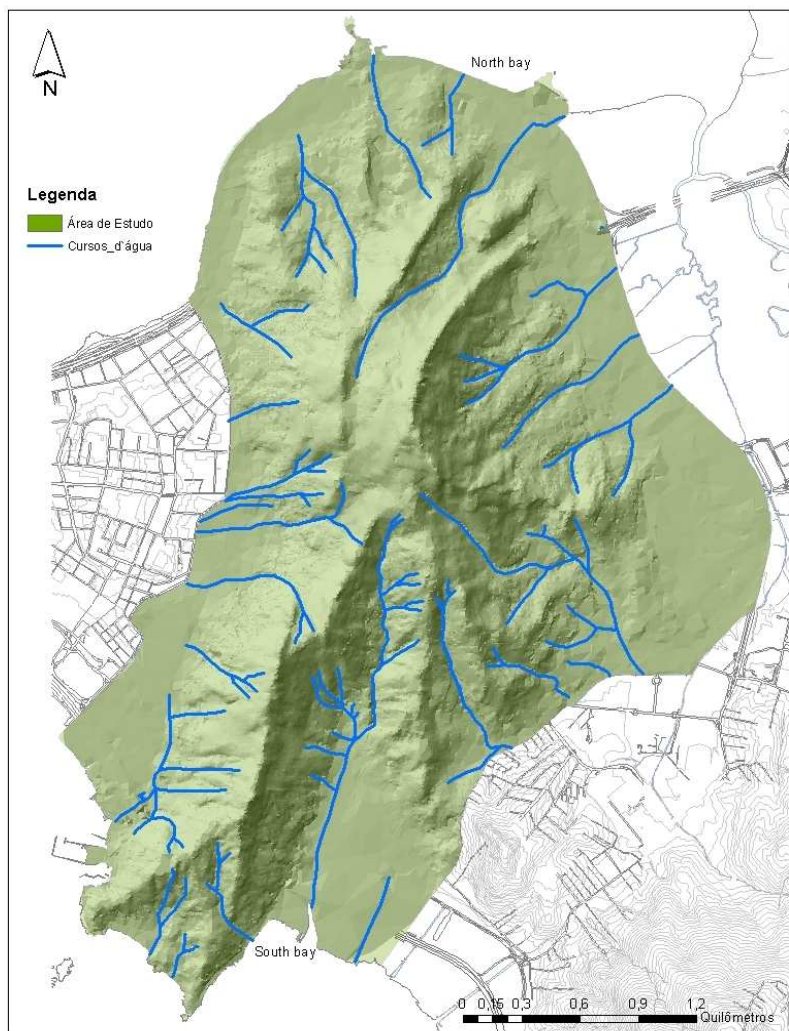 North bay
N
Legenda
Área de Estudo
Cursos_d`água
South bay
0 0,15 0,3 0,6 0,9 1,2
Quilômetros